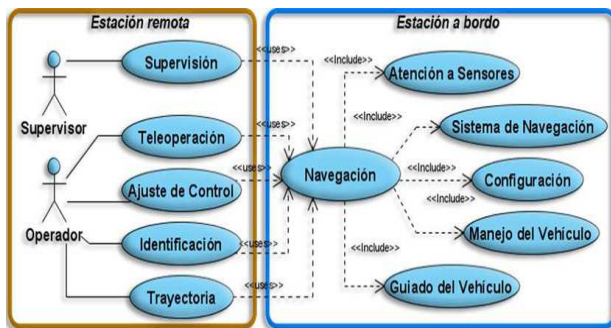 Estación remota
Estación a bordo
Supervisión
<<uses>>
<<Include>>
Atención a Sensores
Supervisor
Teleoperación
<<uses>>
<<Include>>
Sistema de Navegación
Ajuste de Control
<<uses>>
Navegación
<<Include>>
Configuración
Operador
Identificación
<<uses>>
<<Include>>
Manejo del Vehículo
Trayectoria
<<uses>>
<<Include>>
Guiado del Vehículo